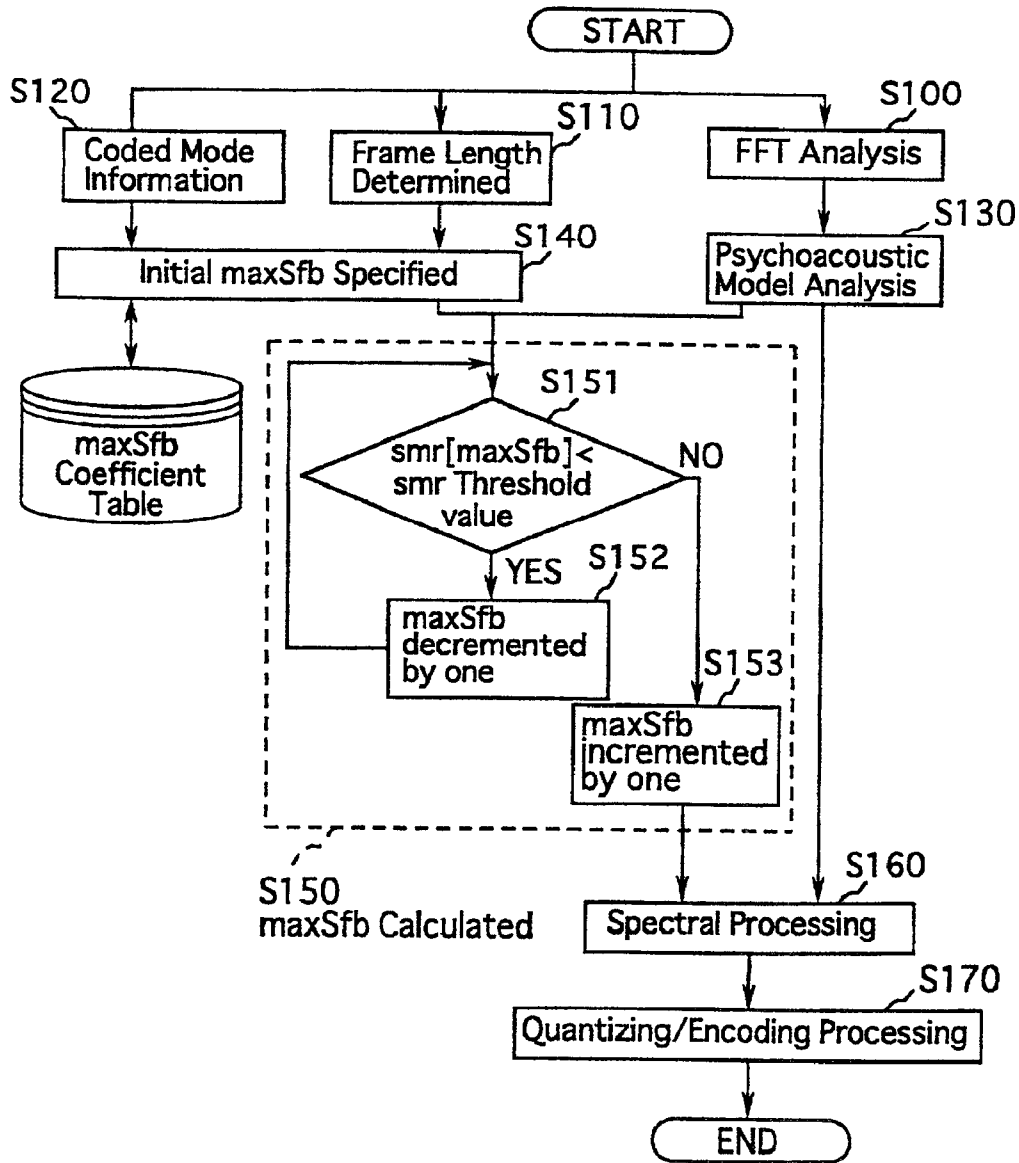 START
S120
S110
S100
Coded Mode
Information
Frame Length
Determined
FFT Analysis
S140
S130
Initial maxSfb Specified
Psychoacoustic
Model Analysis
maxSfb
Coefficient
Table
S151
smr[maxSfb]<
smr Threshold
value
NO
YES
S152
maxSfb
decremented
by one
S153
maxSfb
incremented
by one
S150
maxSfb Calculated
S160
Spectral Processing
S170
Quantizing/Encoding Processing
END